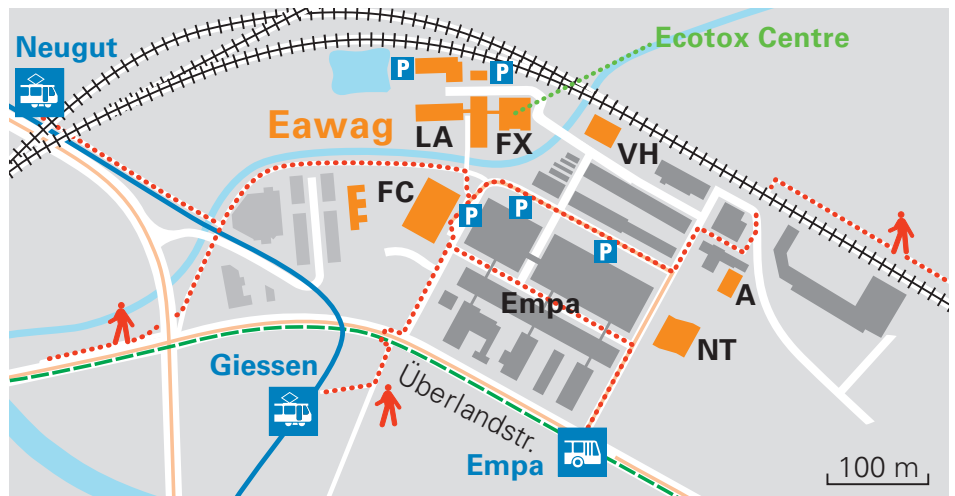 Neugut
Ecotox Centre
P
P
Eawag
LA
FX
VH
FC
P
P
P
Empa
A
NT
Giessen
Überlandstr.
Empa
100 m